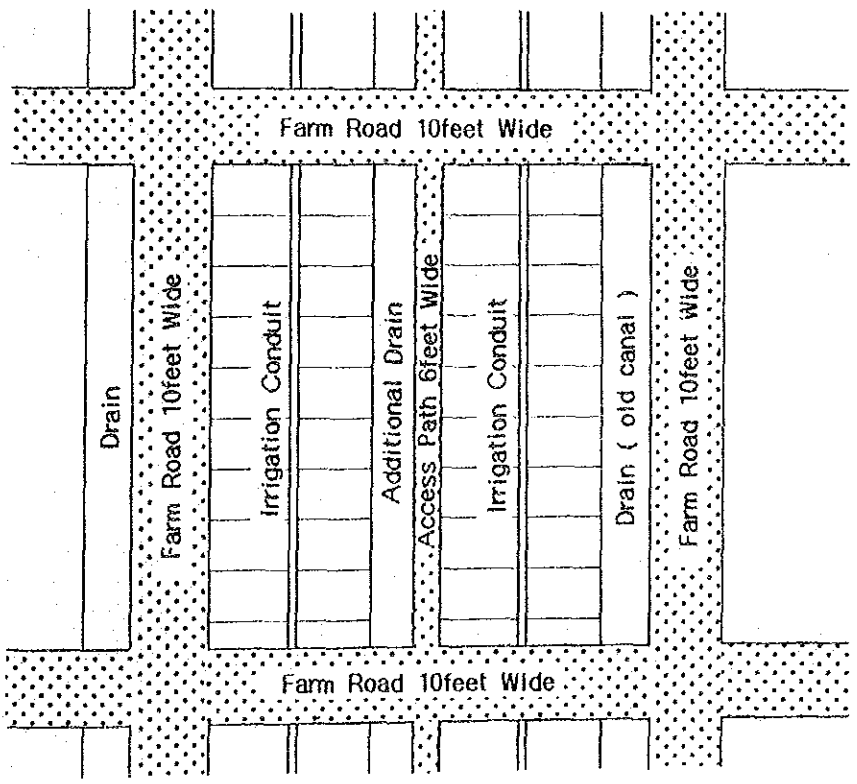 Farm Road 10feet Wide
Drain
Farm Road 10feet Wide
Irrigation Conduit
Additional Drain
Access Path 6feet Wide
Irrigation Conduit
Drain ( old canal )
Farm Road 10feet Wide
Farm Road 10feet Wide